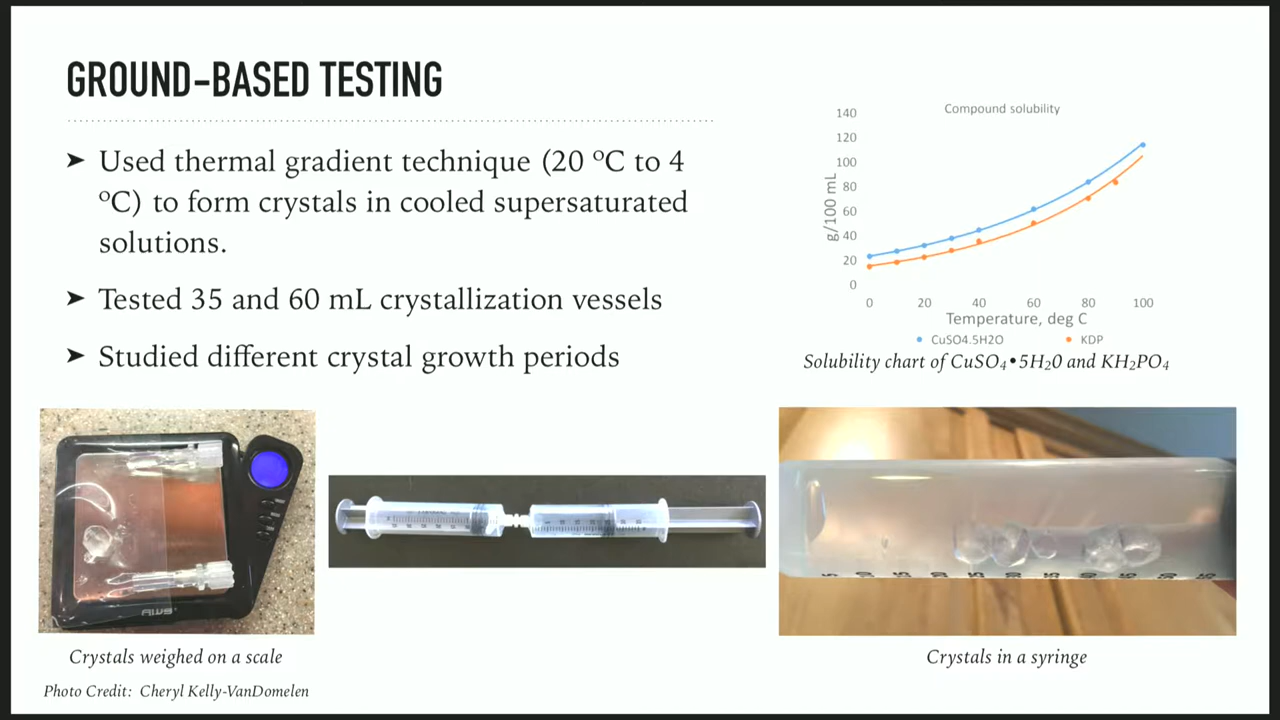 GROUND-BASED TESTING
➤ Used thermal gradient technique (20 ºC to 4
ºC) to form crystals in cooled supersaturated
solutions.
➤ Tested 35 and 60 mL crystallization vessels
➤ Studied different crystal growth periods
Compound solubility
140
120
100
80
60
40
20
0
g/100 mL
0 20 40 60 80 100
Temperature, deg C
CuSO4.5H2O KDP
Solubility chart of CuSO₄•5H₂0 and KH₂PO₄
AWS
Crystals weighed on a scale
Photo Credit: Cheryl Kelly-VanDomelen
Crystals in a syringe